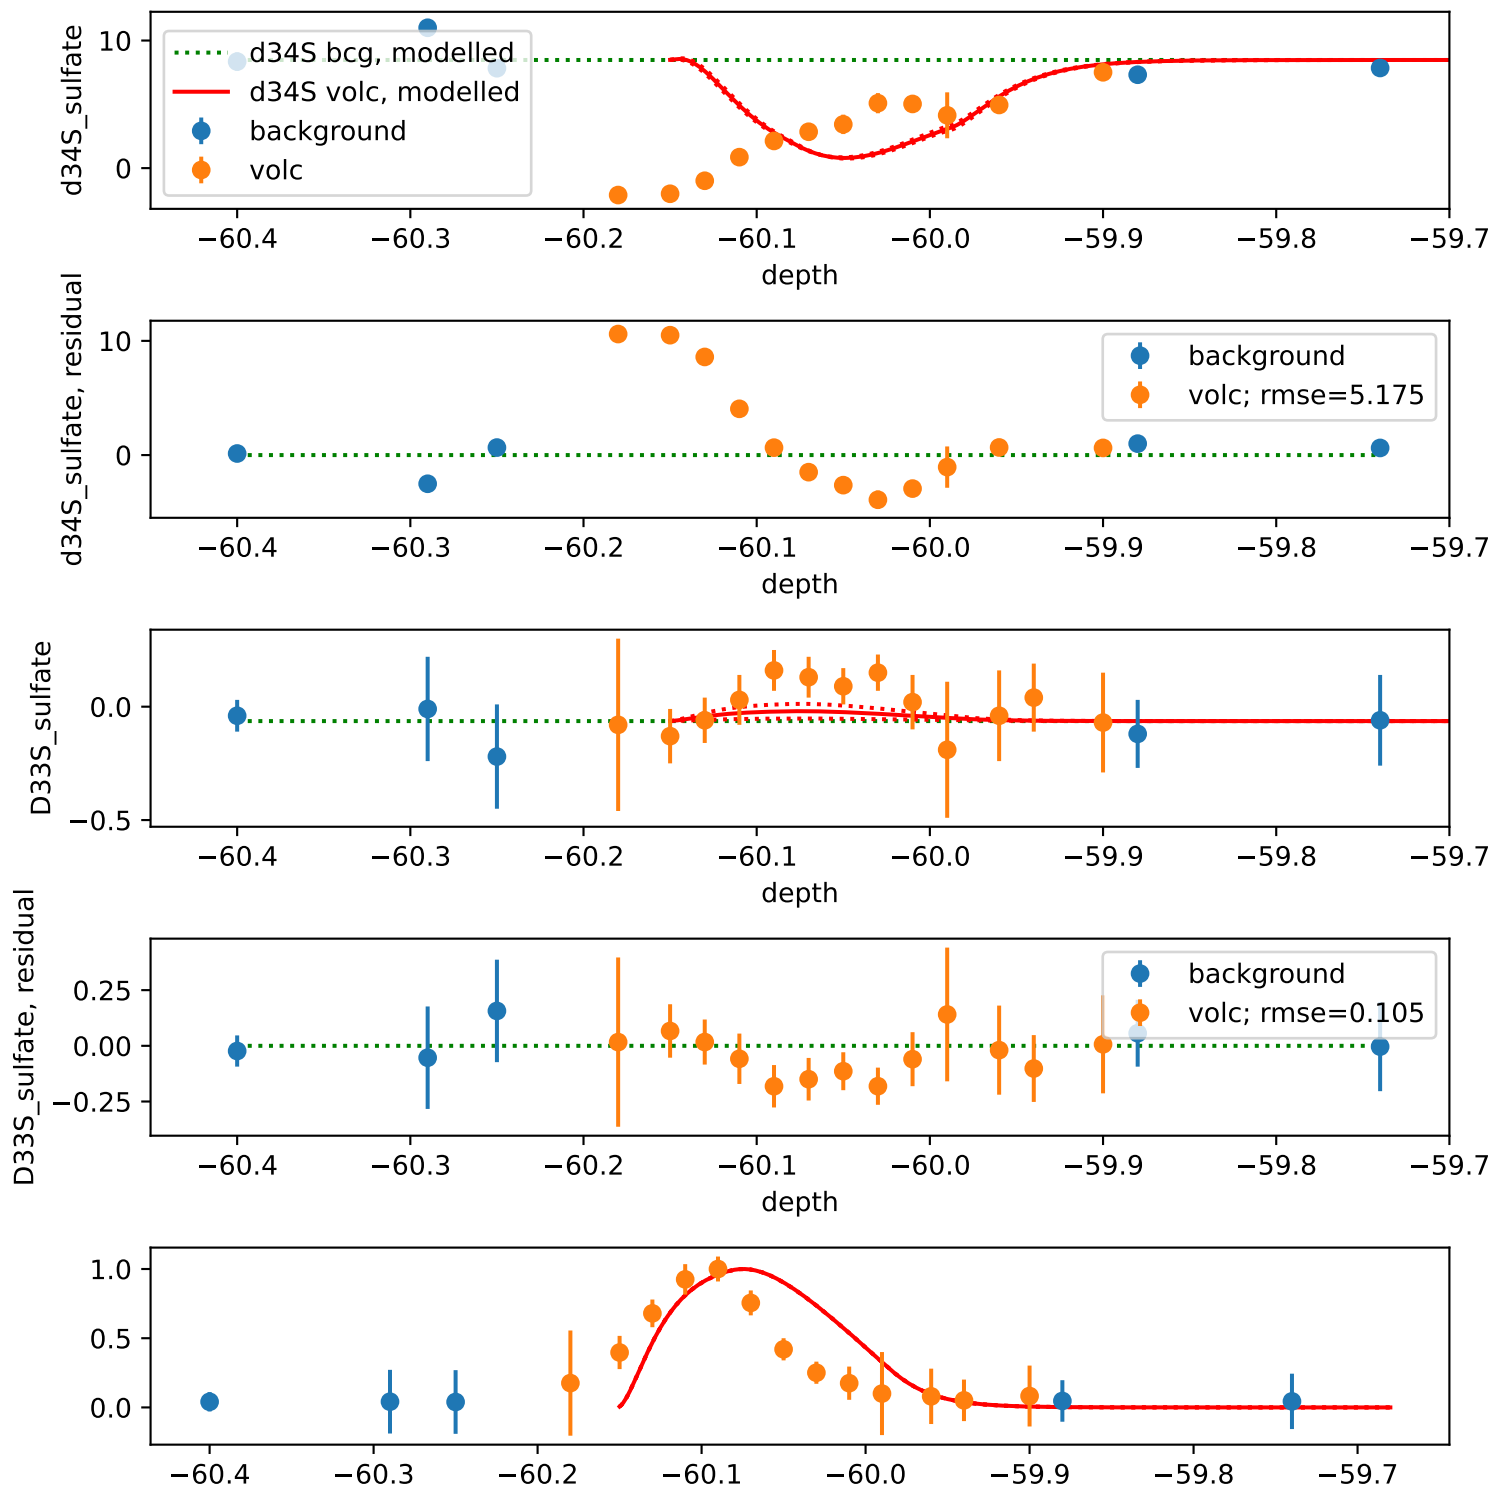 d34S_sulfate
10
0
d34S bcg, modelled
d34S volc, modelled
background
volc
−60.4 −60.3 −60.2 −60.1 −60.0 −59.9 −59.8 −59.7
depth
d34S_sulfate, residual
10
0
background
volc; rmse=5.175
−60.4 −60.3 −60.2 −60.1 −60.0 −59.9 −59.8 −59.7
depth
D33S_sulfate
0.0
−0.5
−60.4 −60.3 −60.2 −60.1 −60.0 −59.9 −59.8 −59.7
depth
D33S_sulfate, residual
0.25
0.00
−0.25
background
volc; rmse=0.105
−60.4 −60.3 −60.2 −60.1 −60.0 −59.9 −59.8 −59.7
depth
1.0
0.5
0.0
−60.4 −60.3 −60.2 −60.1 −60.0 −59.9 −59.8 −59.7